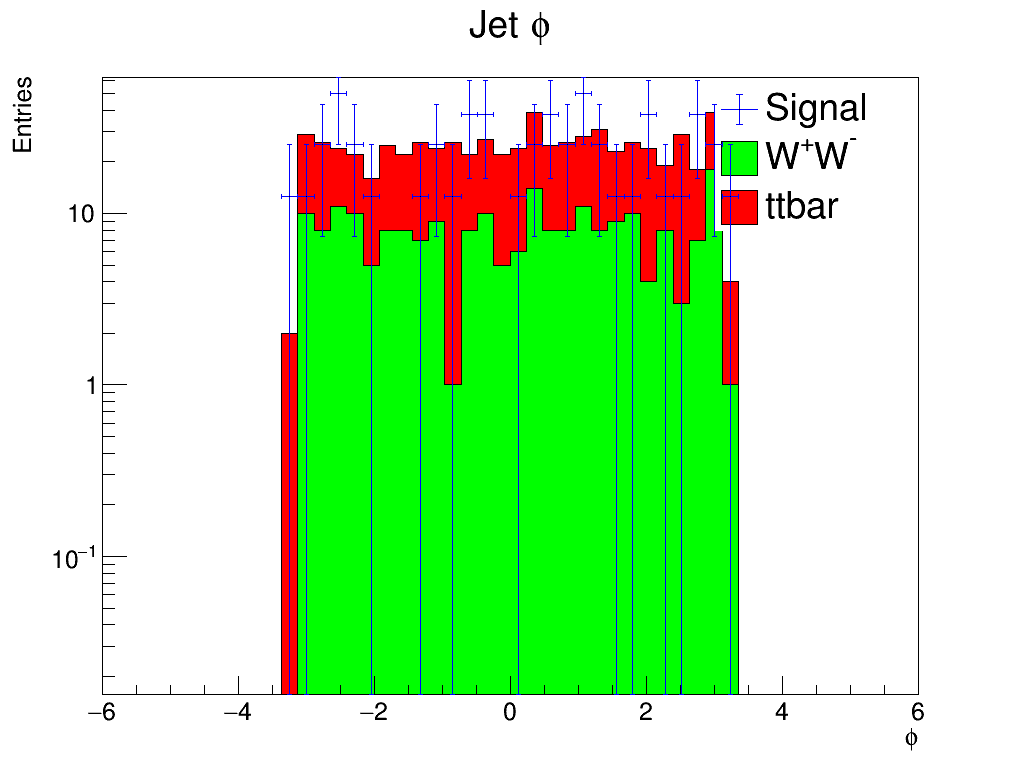 Jet ϕ
Entries
Signal
W⁺W⁻
ttbar
10
1
10⁻¹
−6 −4 −2 0 2 4 6
ϕ